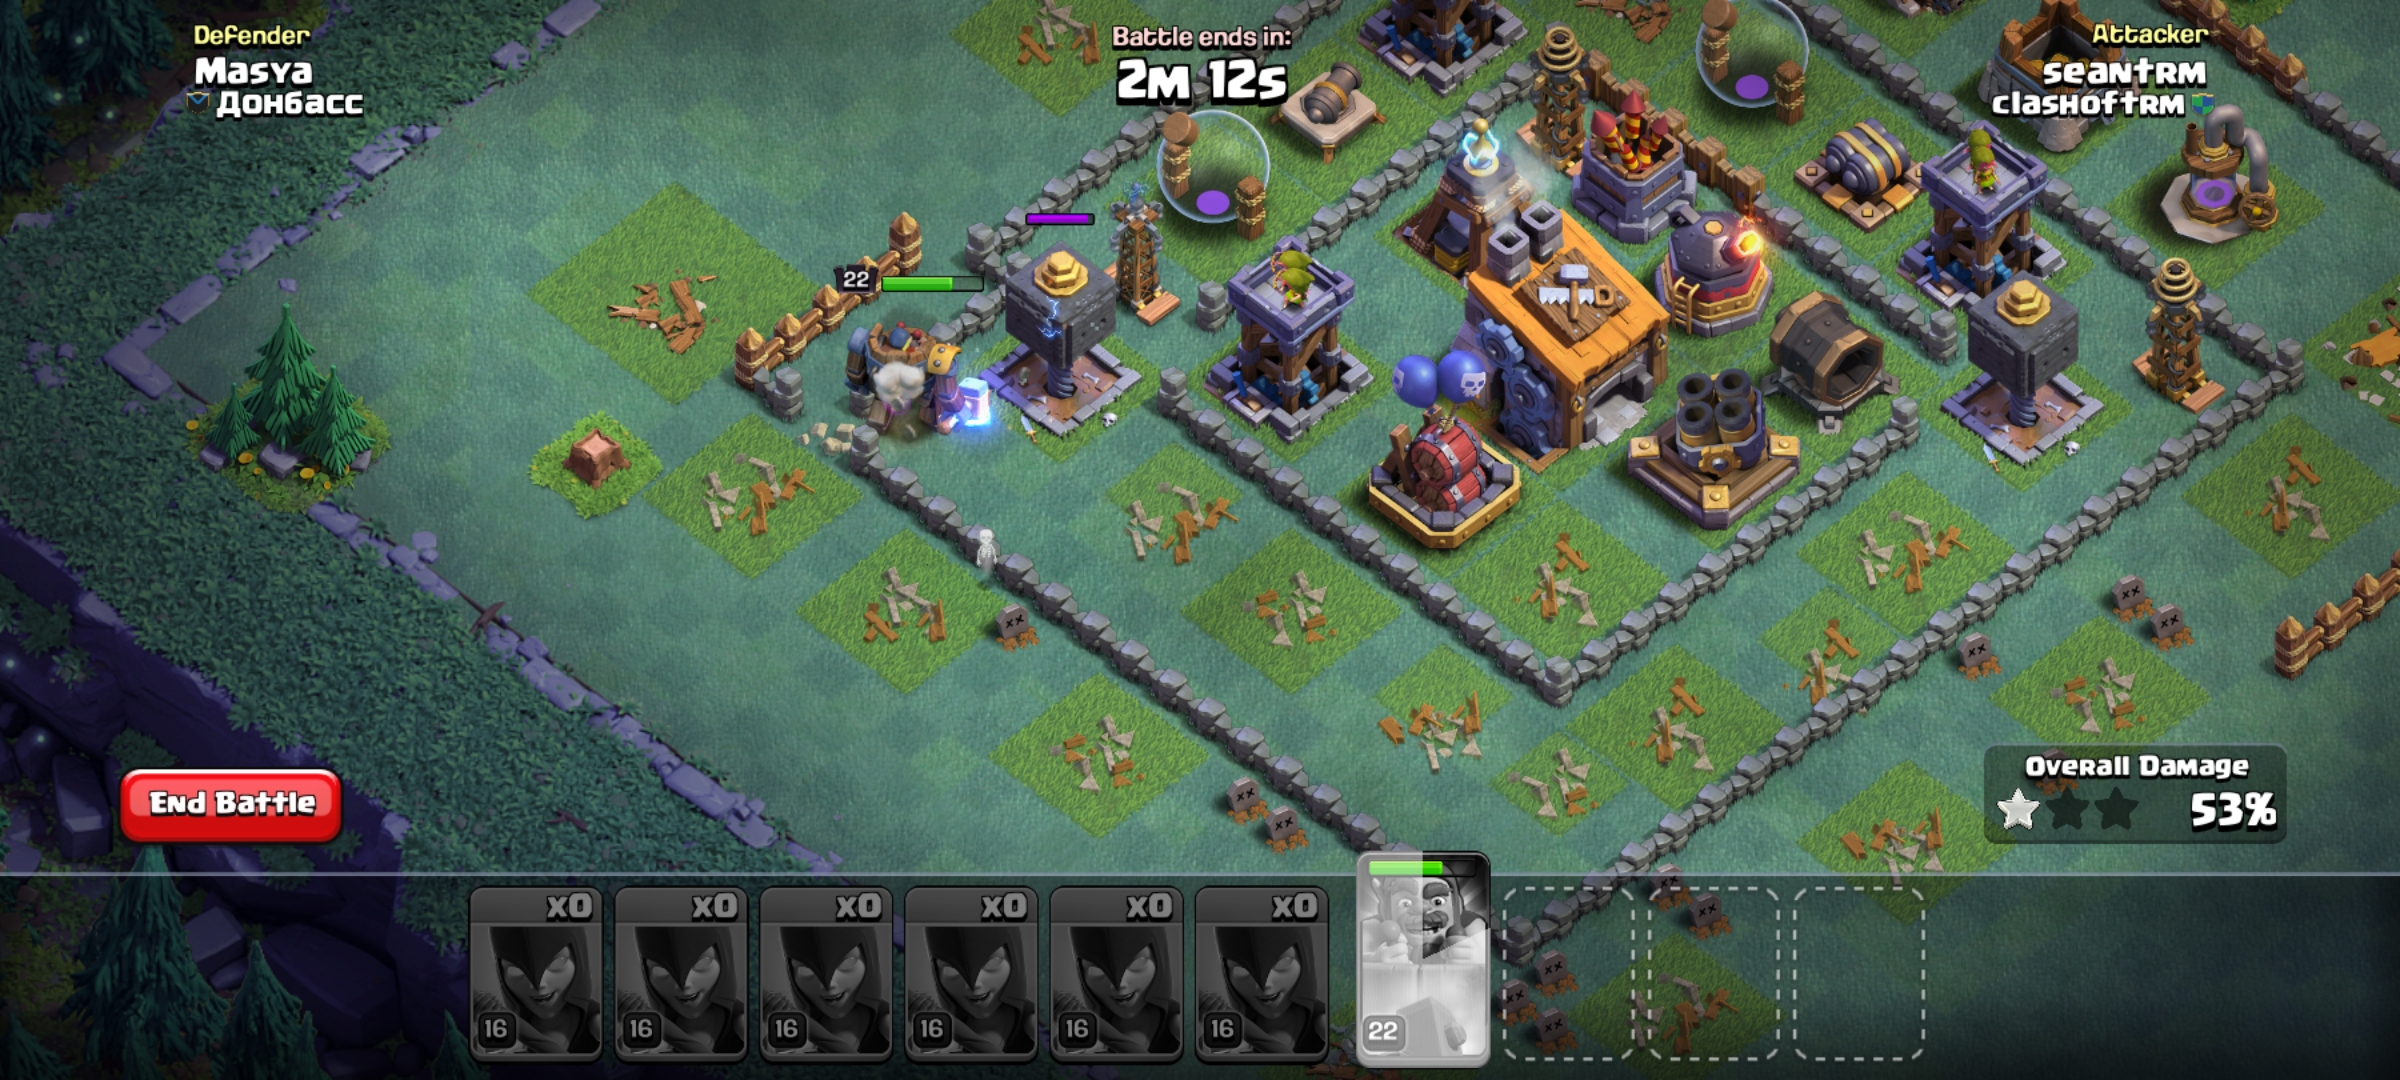 Defender
Masya
Донбасс
Battle ends in:
2M 12s
Attacker
seantRM
clashoftRM
22
End Battle
Overall Damage
53%
x0
x0
x0
x0
x0
x0
16
16
16
16
16
16
22